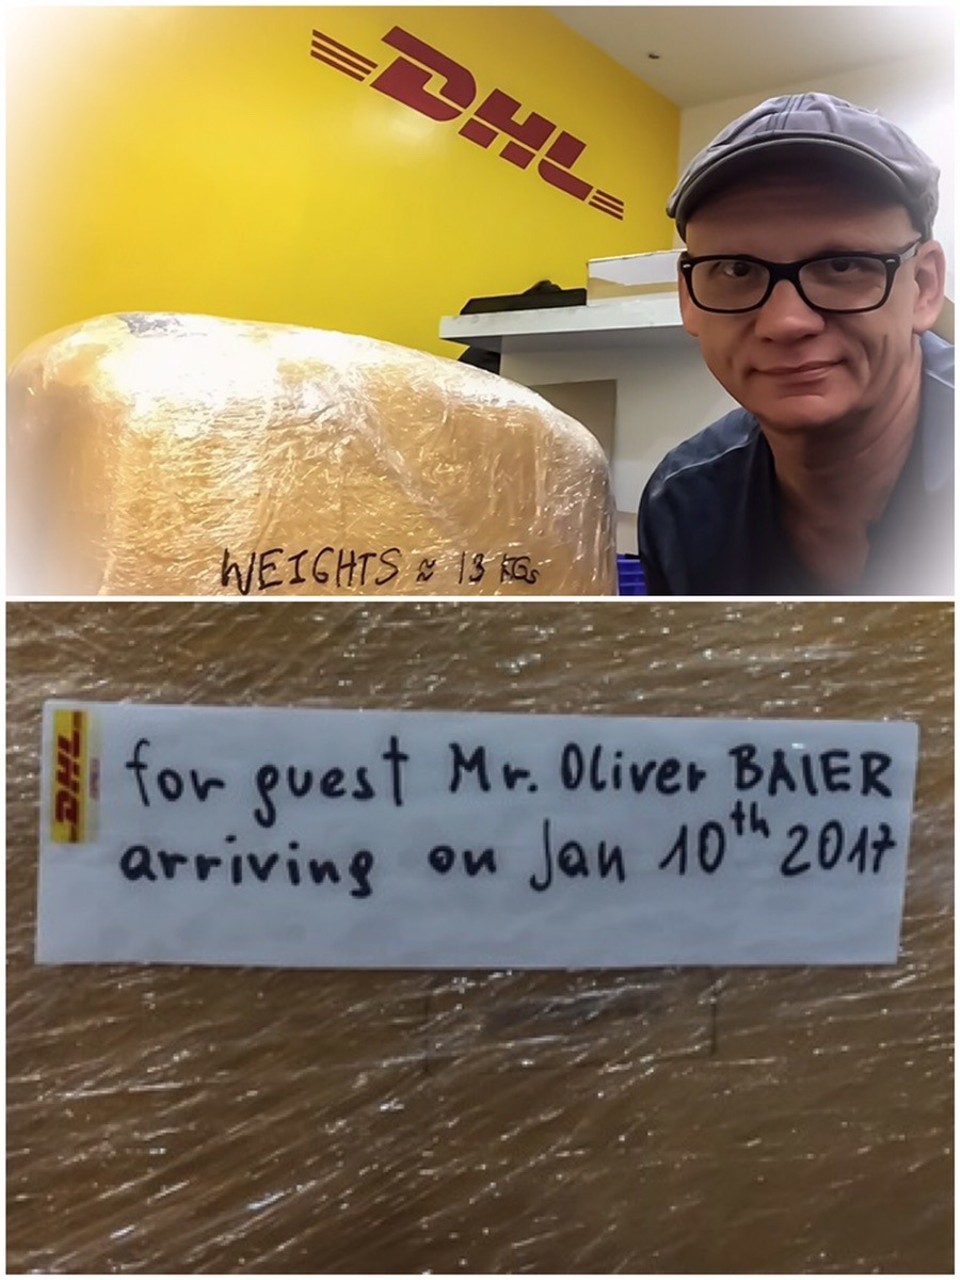 DHL
WEIGHTS ≈ 13 KGs
DHL
for guest Mr. Oliver BAIER
arriving on Jan 10th 2017